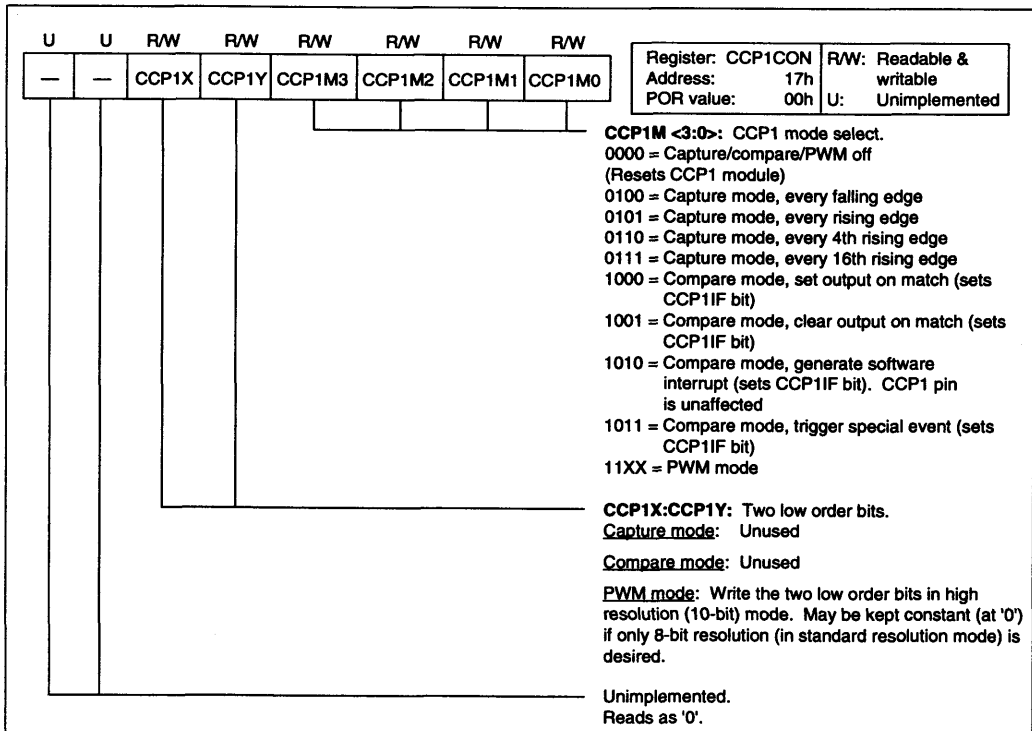 U U R/W R/W R/W R/W R/W R/W
— — CCP1X CCP1Y CCP1M3 CCP1M2 CCP1M1 CCP1M0
Register: CCP1CON
Address: 17h
POR value: 00h
R/W: Readable &
writable
U: Unimplemented
CCP1M <3:0>: CCP1 mode select.
0000 = Capture/compare/PWM off
(Resets CCP1 module)
0100 = Capture mode, every falling edge
0101 = Capture mode, every rising edge
0110 = Capture mode, every 4th rising edge
0111 = Capture mode, every 16th rising edge
1000 = Compare mode, set output on match (sets
CCP1IF bit)
1001 = Compare mode, clear output on match (sets
CCP1IF bit)
1010 = Compare mode, generate software
interrupt (sets CCP1IF bit). CCP1 pin
is unaffected
1011 = Compare mode, trigger special event (sets
CCP1IF bit)
11XX = PWM mode
CCP1X:CCP1Y: Two low order bits.
Capture mode: Unused
Compare mode: Unused
PWM mode: Write the two low order bits in high
resolution (10-bit) mode. May be kept constant (at '0')
if only 8-bit resolution (in standard resolution mode) is
desired.
Unimplemented.
Reads as '0'.